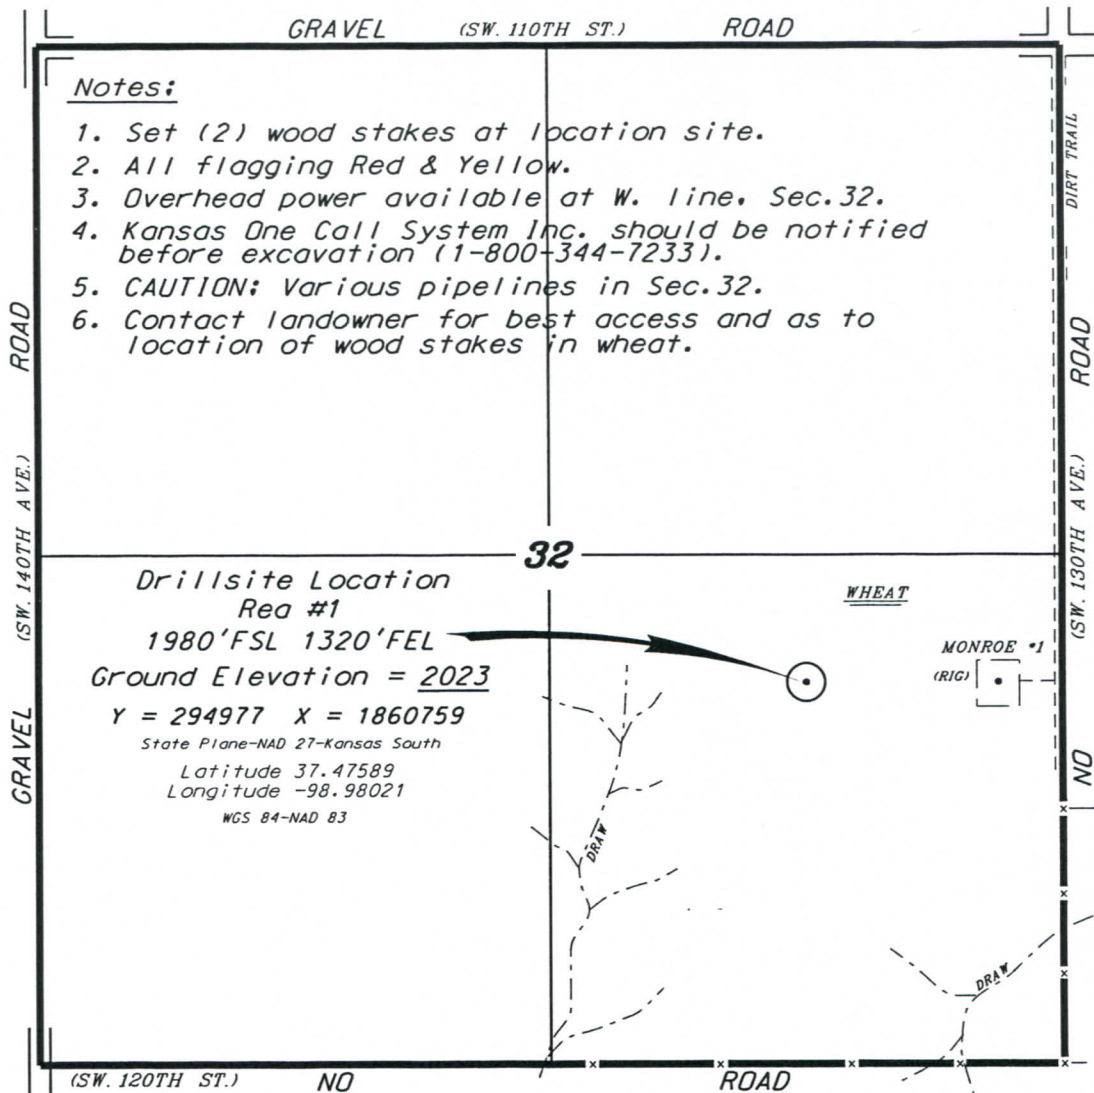 GRAVEL (SW. 110TH ST.) ROAD
Notes:
1. Set (2) wood stakes at location site.
2. All flagging Red & Yellow.
3. Overhead power available at W. line, Sec.32.
4. Kansas One Call System Inc. should be notified
before excavation (1-800-344-7233).
5. CAUTION: Various pipelines in Sec.32.
6. Contact landowner for best access and as to
location of wood stakes in wheat.
DIRT TRAIL
GRAVEL (SW. 140TH AVE.) ROAD
NO (SW. 130TH AVE.) ROAD
32
Drillsite Location
Rea #1
1980'FSL 1320'FEL
Ground Elevation = 2023
Y = 294977 X = 1860759
State Plane-NAD 27-Kansas South
Latitude 37.47589
Longitude -98.98021
WGS 84-NAD 83
WHEAT
MONROE #1
(RIG)
DRAW
DRAW
(SW. 120TH ST.) NO ROAD